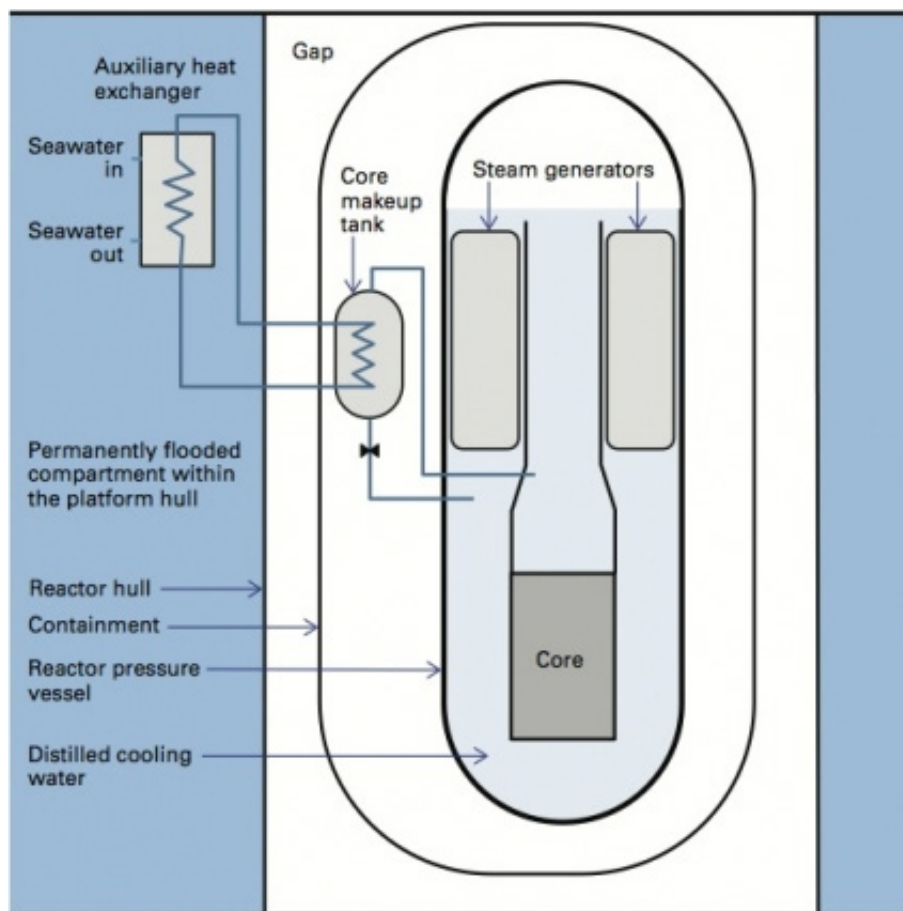 Gap
Auxiliary heat
exchanger
Seawater
in
Seawater
out
Core
makeup
tank
Steam generators
Permanently flooded
compartment within
the platform hull
Reactor hull
Containment
Reactor pressure
vessel
Core
Distilled cooling
water